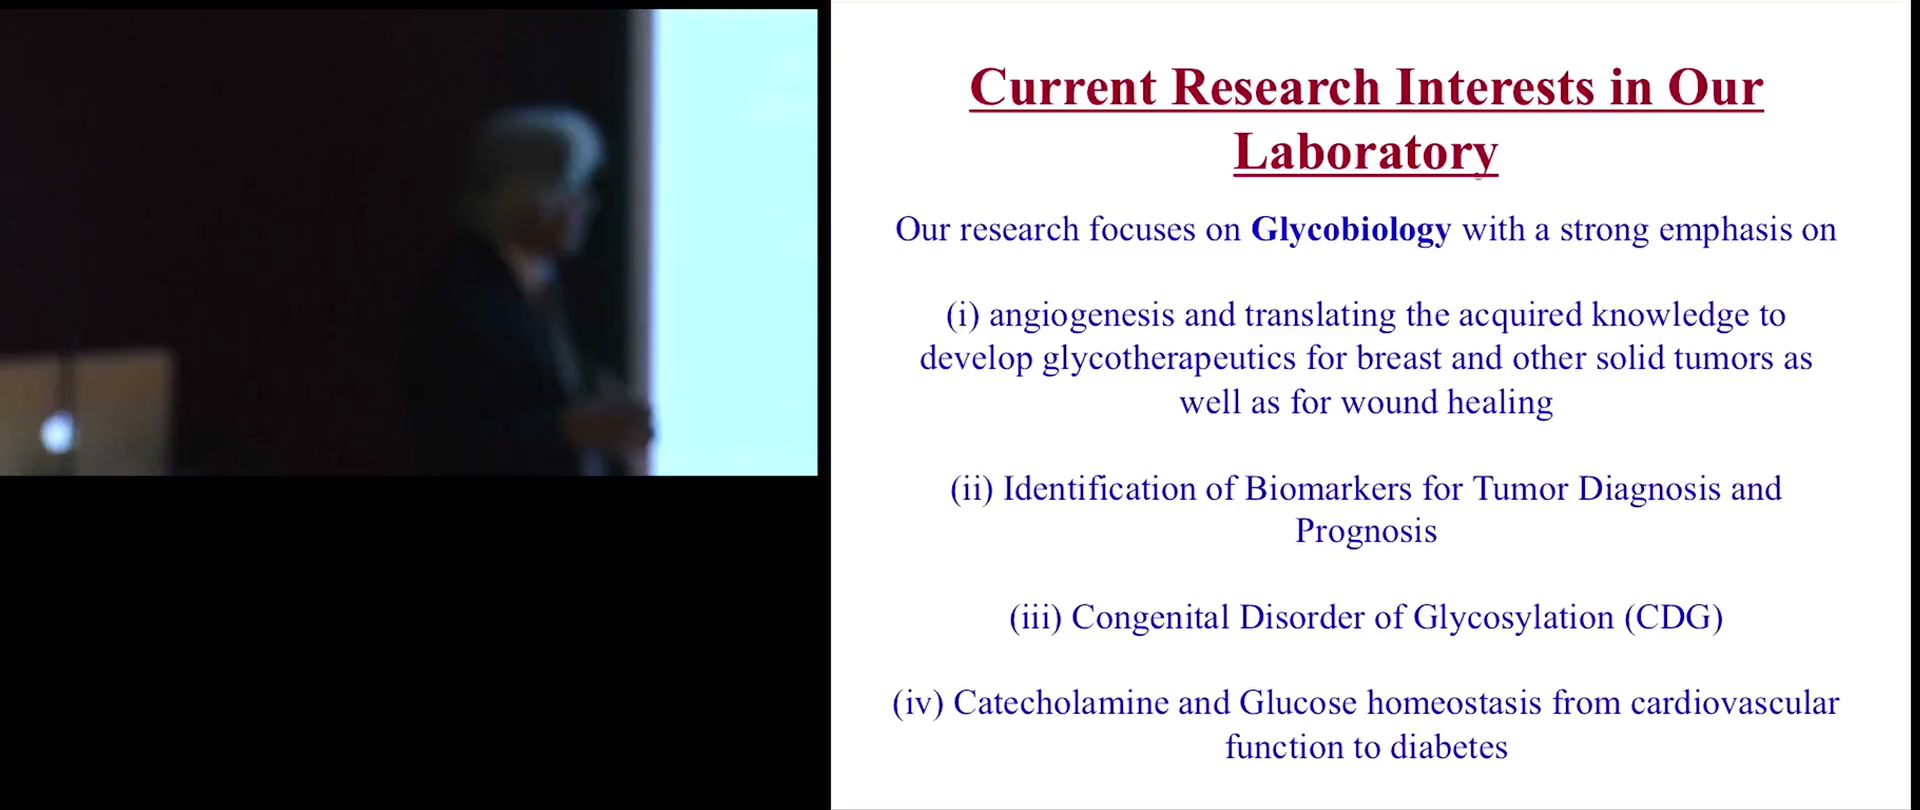 Current Research Interests in Our
Laboratory
Our research focuses on Glycobiology with a strong emphasis on
(i) angiogenesis and translating the acquired knowledge to
develop glycotherapeutics for breast and other solid tumors as
well as for wound healing
(ii) Identification of Biomarkers for Tumor Diagnosis and
Prognosis
(iii) Congenital Disorder of Glycosylation (CDG)
(iv) Catecholamine and Glucose homeostasis from cardiovascular
function to diabetes